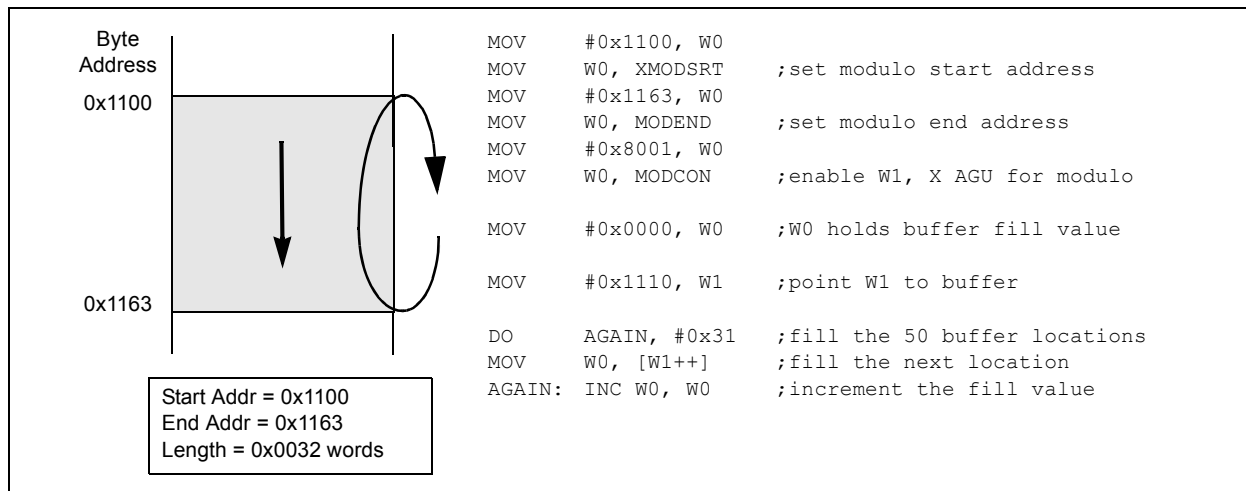 Byte
Address
0x1100
0x1163
Start Addr = 0x1100
End Addr = 0x1163
Length = 0x0032 words
MOV #0x1100, W0
MOV W0, XMODSRT ;set modulo start address
MOV #0x1163, W0
MOV W0, MODEND ;set modulo end address
MOV #0x8001, W0
MOV W0, MODCON ;enable W1, X AGU for modulo
MOV #0x0000, W0 ;W0 holds buffer fill value
MOV #0x1110, W1 ;point W1 to buffer
DO AGAIN, #0x31 ;fill the 50 buffer locations
MOV W0, [W1++] ;fill the next location
AGAIN: INC W0, W0 ;increment the fill value